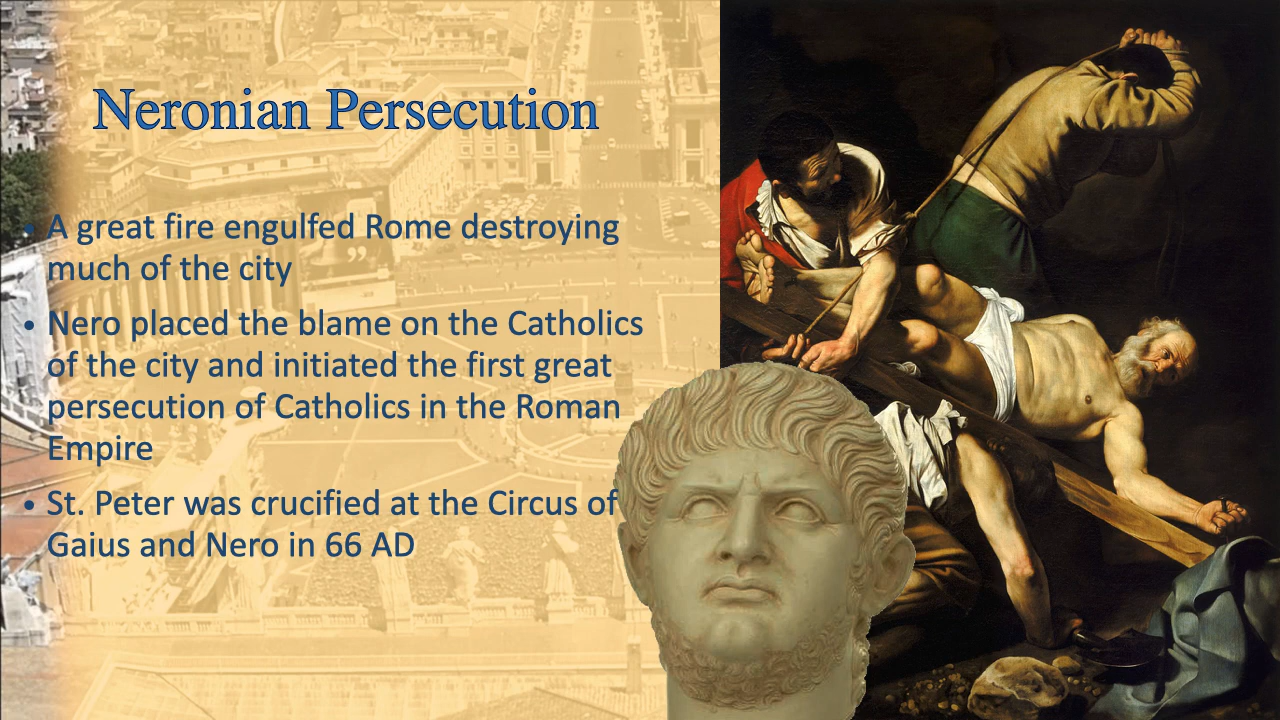 Neronian Persecution
• A great fire engulfed Rome destroying
much of the city
• Nero placed the blame on the Catholics
of the city and initiated the first great
persecution of Catholics in the Roman
Empire
• St. Peter was crucified at the Circus of
Gaius and Nero in 66 AD